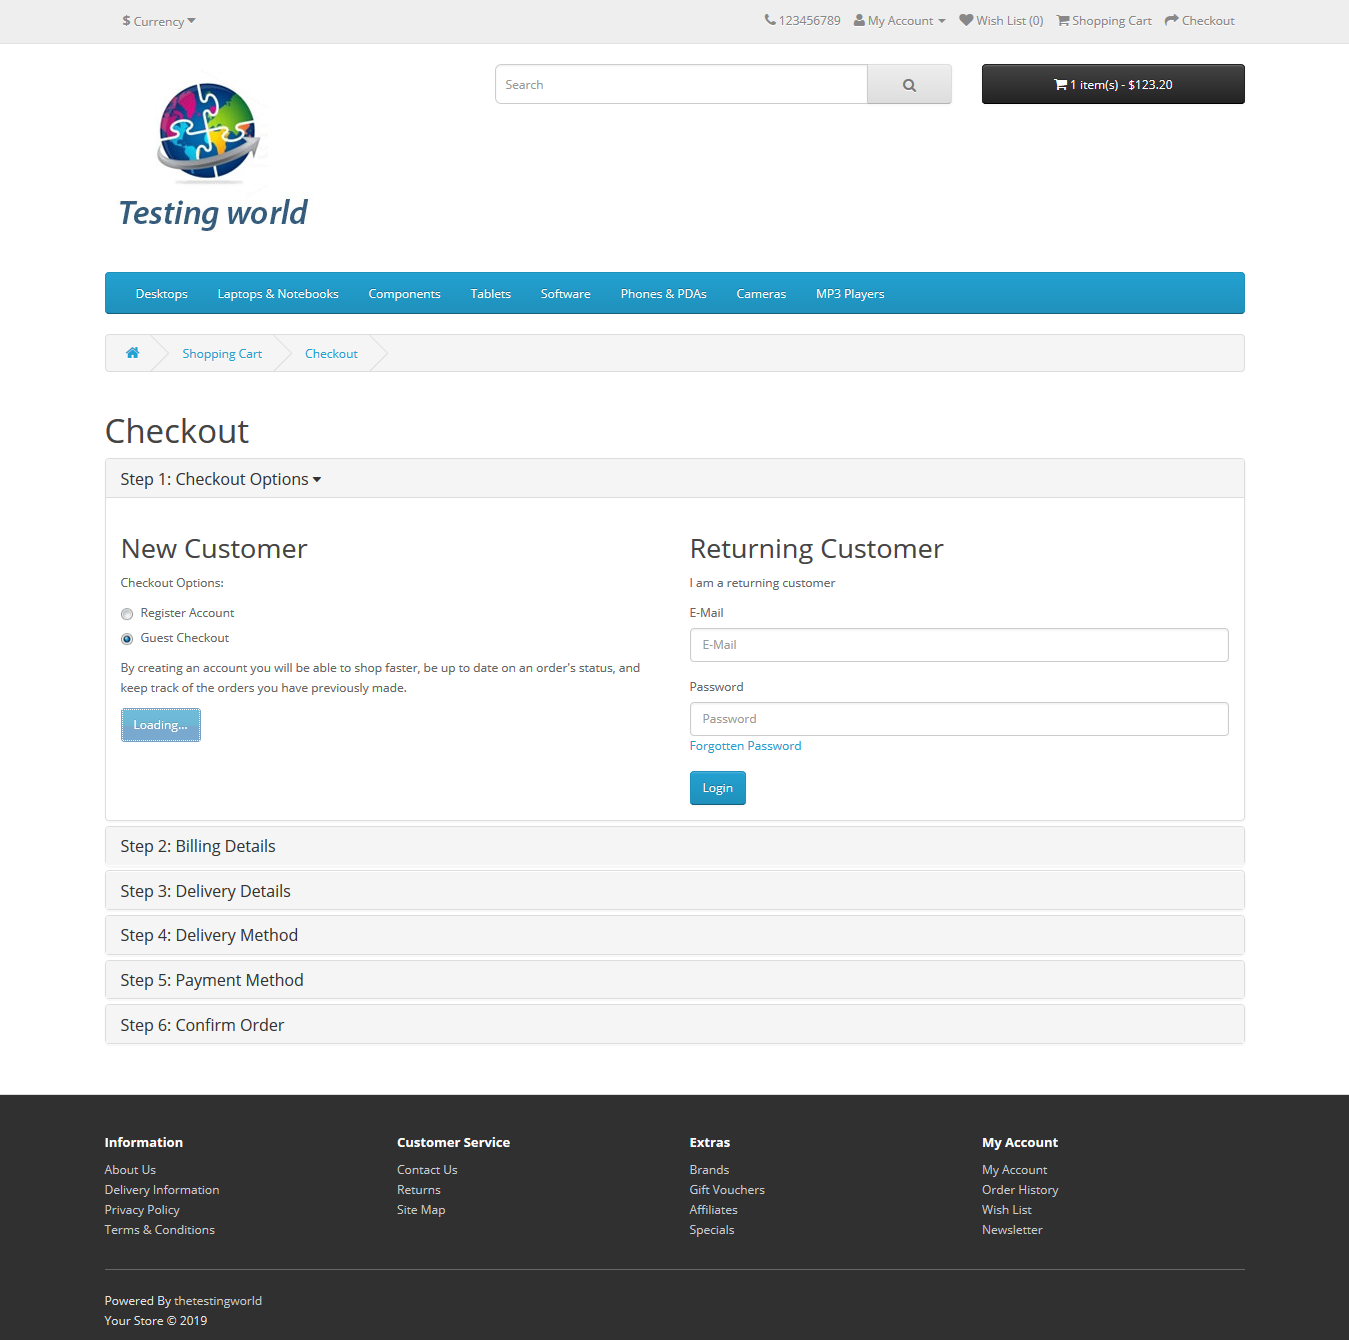 $ Currency
123456789 My Account Wish List (0) Shopping Cart Checkout
Search
1 item(s) - $123.20
Testing world
Desktops Laptops & Notebooks Components Tablets Software Phones & PDAs Cameras MP3 Players
Shopping Cart Checkout
Checkout
Step 1: Checkout Options
New Customer
Checkout Options:
Register Account
Guest Checkout
By creating an account you will be able to shop faster, be up to date on an order's status, and
keep track of the orders you have previously made.
Loading...
Returning Customer
I am a returning customer
E-Mail
E-Mail
Password
Password
Forgotten Password
Login
Step 2: Billing Details
Step 3: Delivery Details
Step 4: Delivery Method
Step 5: Payment Method
Step 6: Confirm Order
Information
About Us
Delivery Information
Privacy Policy
Terms & Conditions
Customer Service
Contact Us
Returns
Site Map
Extras
Brands
Gift Vouchers
Affiliates
Specials
My Account
My Account
Order History
Wish List
Newsletter
Powered By thetestingworld
Your Store © 2019